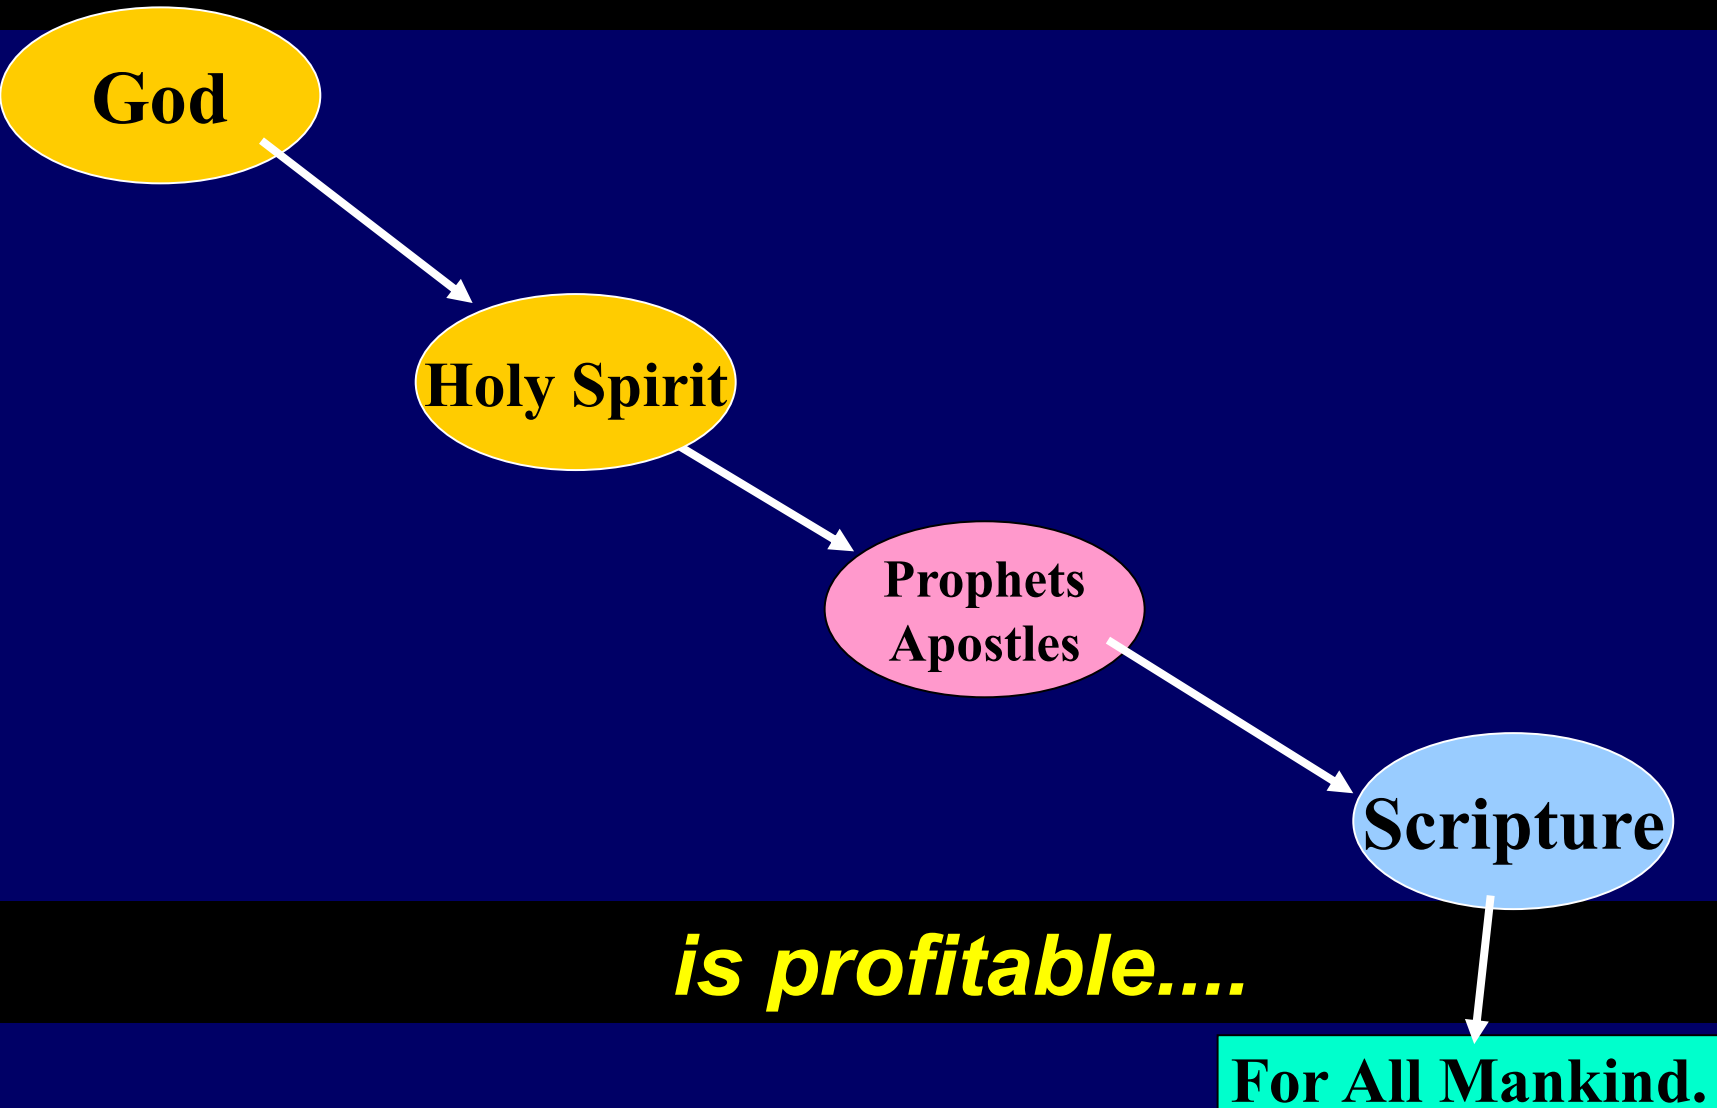 God
Holy Spirit
Prophets
Apostles
Scripture
is profitable....
For All Mankind.